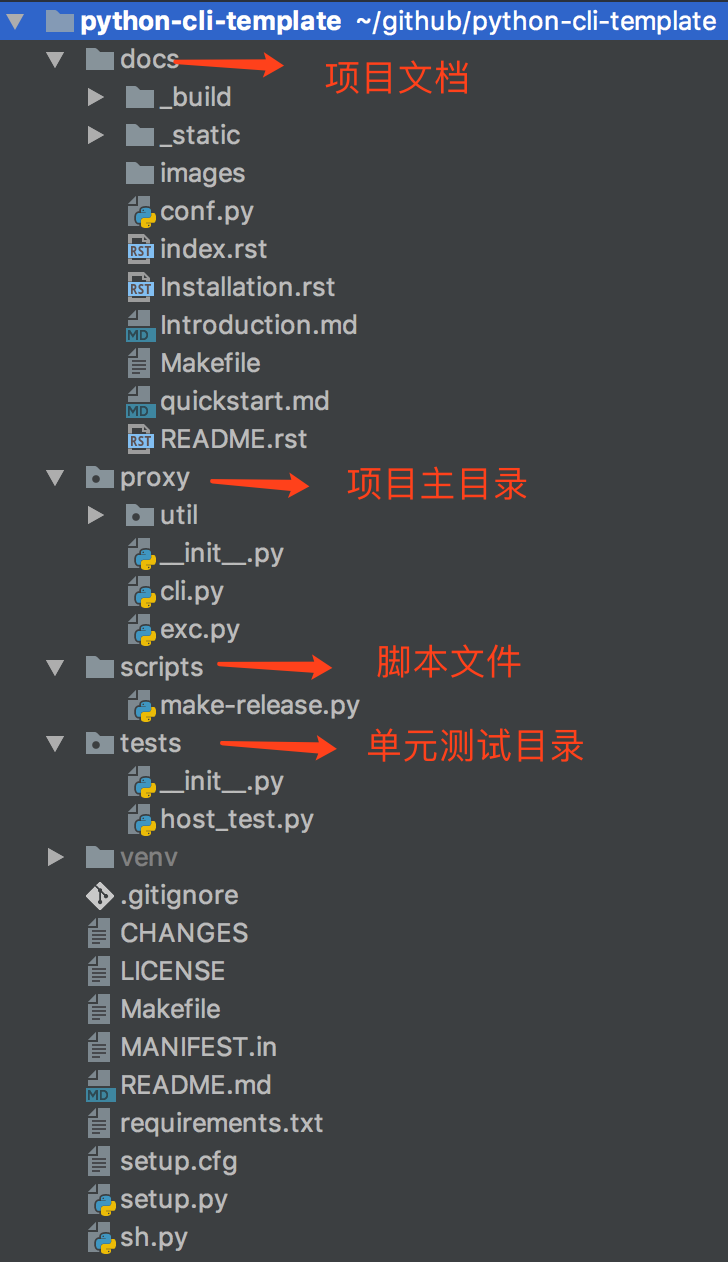 python-cli-template ~/github/python-cli-template
docs 项目文档
_build
_static
images
conf.py
RST index.rst
RST Installation.rst
MD Introduction.md
Makefile
MD quickstart.md
RST README.rst
proxy 项目主目录
util
__init__.py
cli.py
exc.py
scripts 脚本文件
make-release.py
tests 单元测试目录
__init__.py
host_test.py
venv
.gitignore
CHANGES
LICENSE
Makefile
MANIFEST.in
MD README.md
requirements.txt
setup.cfg
setup.py
sh.py